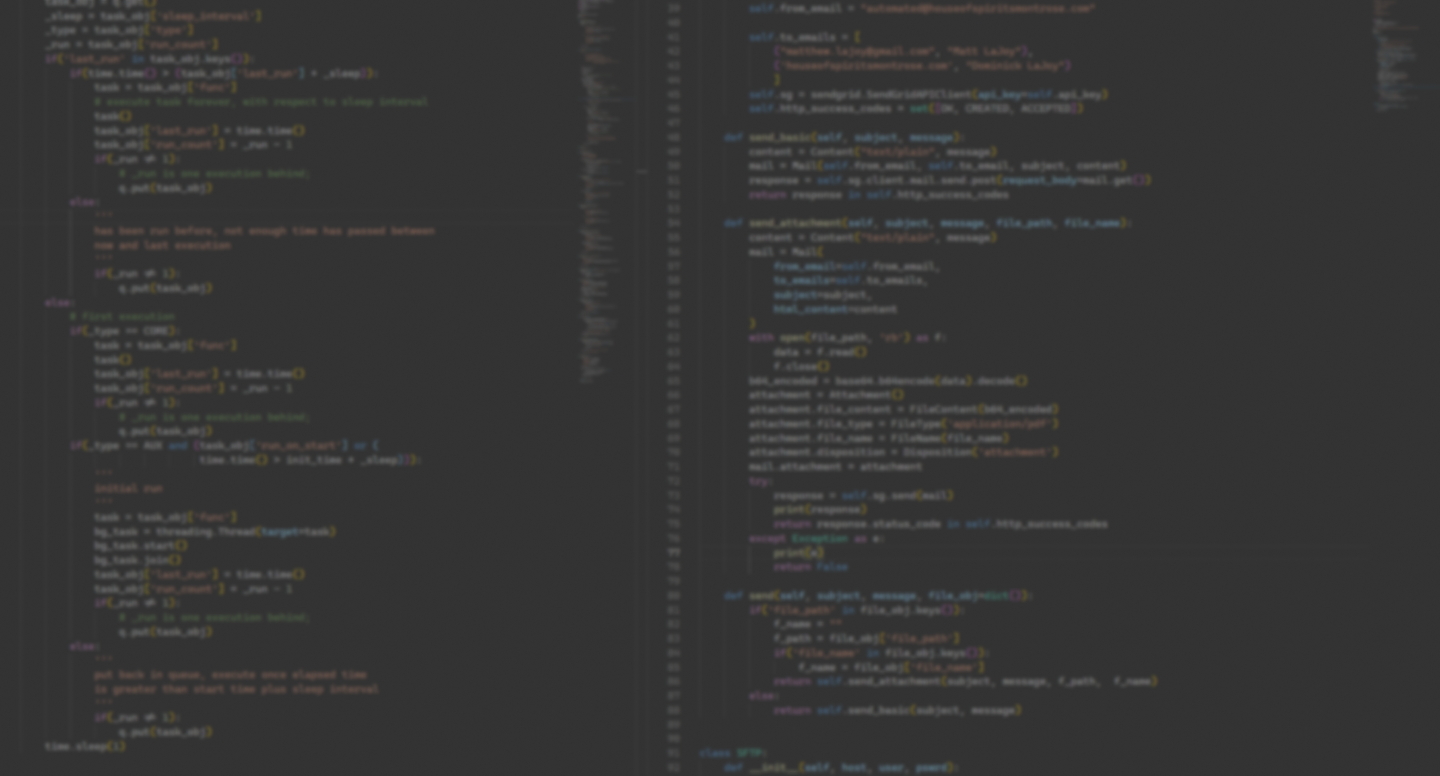 task_obj = q.get()
_sleep = task_obj['sleep_interval']
_type = task_obj['type']
_run = task_obj['run_count']
if('last_run' in task_obj.keys()):
if(time.time() > (task_obj['last_run'] + _sleep)):
task = task_obj['func']
# execute task forever, with respect to sleep interval
task()
task_obj['last_run'] = time.time()
task_obj['run_count'] = _run - 1
if(_run != 1):
# _run is one execution behind;
q.put(task_obj)
else:
'''
has been run before, not enough time has passed between
now and last execution
'''
if(_run != 1):
q.put(task_obj)
else:
# First execution
if(_type == CORE):
task = task_obj['func']
task()
task_obj['last_run'] = time.time()
task_obj['run_count'] = _run - 1
if(_run != 1):
# _run is one execution behind;
q.put(task_obj)
if(_type == AUX and (task_obj['run_on_start'] or (
time.time() > init_time + _sleep))):
'''
initial run
'''
task = task_obj['func']
bg_task = threading.Thread(target=task)
bg_task.start()
bg_task.join()
task_obj['last_run'] = time.time()
task_obj['run_count'] = _run - 1
if(_run != 1):
# _run is one execution behind;
q.put(task_obj)
else:
'''
put back in queue, execute once elapsed time
is greater than start time plus sleep interval
'''
if(_run != 1):
q.put(task_obj)
time.sleep(1)
39 self.from_email = "automated@houseofspiritsmontrose.com"
40
41 self.to_emails = [
42 ("matthew.lajoy@gmail.com", "Matt LaJoy"),
43 ('houseofspiritsmontrose.com', "Dominick LaJoy")
44 ]
45 self.sg = sendgrid.SendGridAPIClient(api_key=self.api_key)
46 self.http_success_codes = set([OK, CREATED, ACCEPTED])
47
48 def send_basic(self, subject, message):
49 content = Content("text/plain", message)
50 mail = Mail(self.from_email, self.to_email, subject, content)
51 response = self.sg.client.mail.send.post(request_body=mail.get())
52 return response in self.http_success_codes
53
54 def send_attachment(self, subject, message, file_path, file_name):
55 content = Content("text/plain", message)
56 mail = Mail(
57 from_email=self.from_email,
58 to_emails=self.to_emails,
59 subject=subject,
60 html_content=content
61 )
62 with open(file_path, 'rb') as f:
63 data = f.read()
64 f.close()
65 b64_encoded = base64.b64encode(data).decode()
66 attachment = Attachment()
67 attachment.file_content = FileContent(b64_encoded)
68 attachment.file_type = FileType('application/pdf')
69 attachment.file_name = FileName(file_name)
70 attachment.disposition = Disposition('attachment')
71 mail.attachment = attachment
72 try:
73 response = self.sg.send(mail)
74 print(response)
75 return response.status_code in self.http_success_codes
76 except Exception as e:
77 print(e)
78 return False
79
80 def send(self, subject, message, file_obj=dict()):
81 if('file_path' in file_obj.keys()):
82 f_name = ""
83 f_path = file_obj['file_path']
84 if('file_name' in file_obj.keys()):
85 f_name = file_obj['file_name']
86 return self.send_attachment(subject, message, f_path, f_name)
87 else:
88 return self.send_basic(subject, message)
89
90
91 class SFTP:
92 def __init__(self, host, user, pswrd):